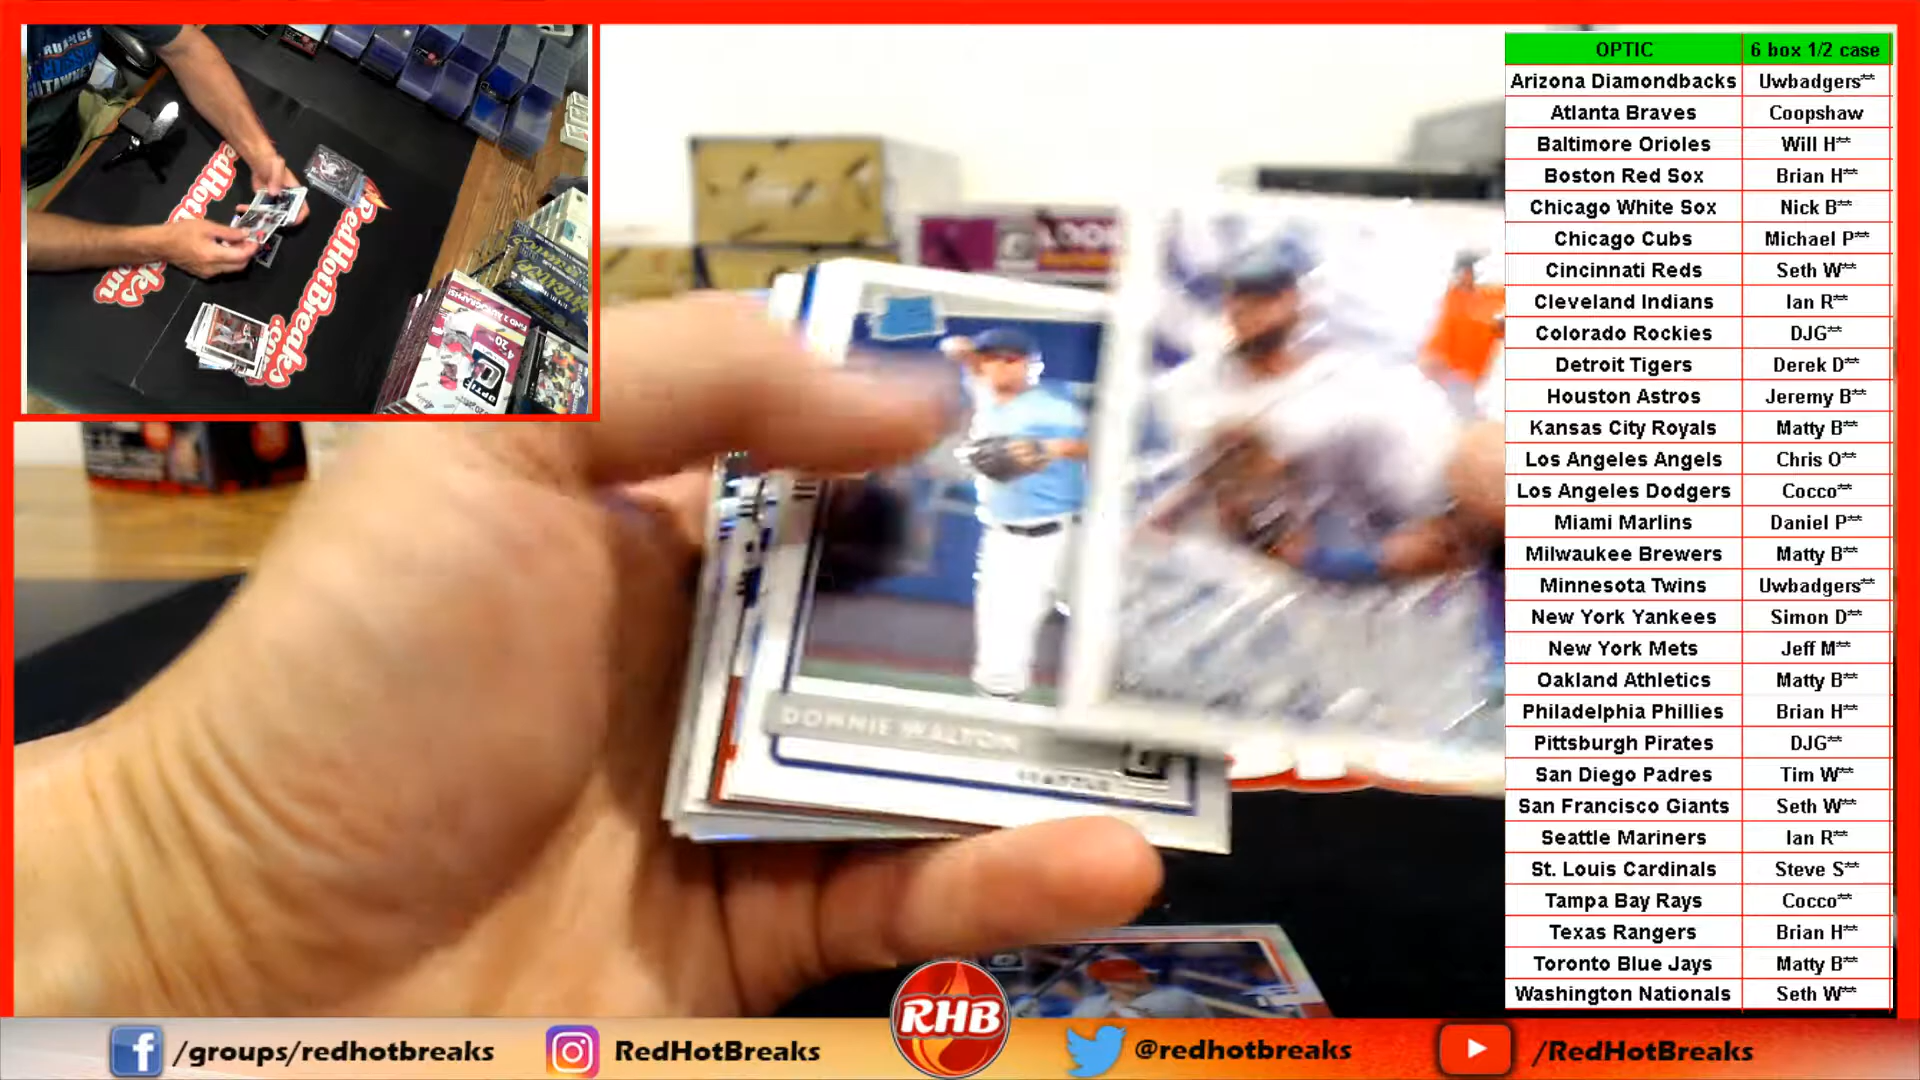 OPTIC 6 box 1/2 case
Arizona Diamondbacks Uwbadgers**
Atlanta Braves Coopshaw
Baltimore Orioles Will H**
Boston Red Sox Brian H**
Chicago White Sox Nick B**
Chicago Cubs Michael P**
Cincinnati Reds Seth W**
Cleveland Indians Ian R**
Colorado Rockies DJG**
Detroit Tigers Derek D**
Houston Astros Jeremy B**
Kansas City Royals Matty B**
Los Angeles Angels Chris O**
Los Angeles Dodgers Cocco**
Miami Marlins Daniel P**
Milwaukee Brewers Matty B**
Minnesota Twins Uwbadgers**
New York Yankees Simon D**
New York Mets Jeff M**
Oakland Athletics Matty B**
Philadelphia Phillies Brian H**
Pittsburgh Pirates DJG**
San Diego Padres Tim W**
San Francisco Giants Seth W**
Seattle Mariners Ian R**
St. Louis Cardinals Steve S**
Tampa Bay Rays Cocco**
Texas Rangers Brian H**
Toronto Blue Jays Matty B**
Washington Nationals Seth W**
RedHotBreaks
.com
DONNIE WALTON
SEATTLE
/groups/redhotbreaks
RedHotBreaks
RHB
@redhotbreaks
/RedHotBreaks